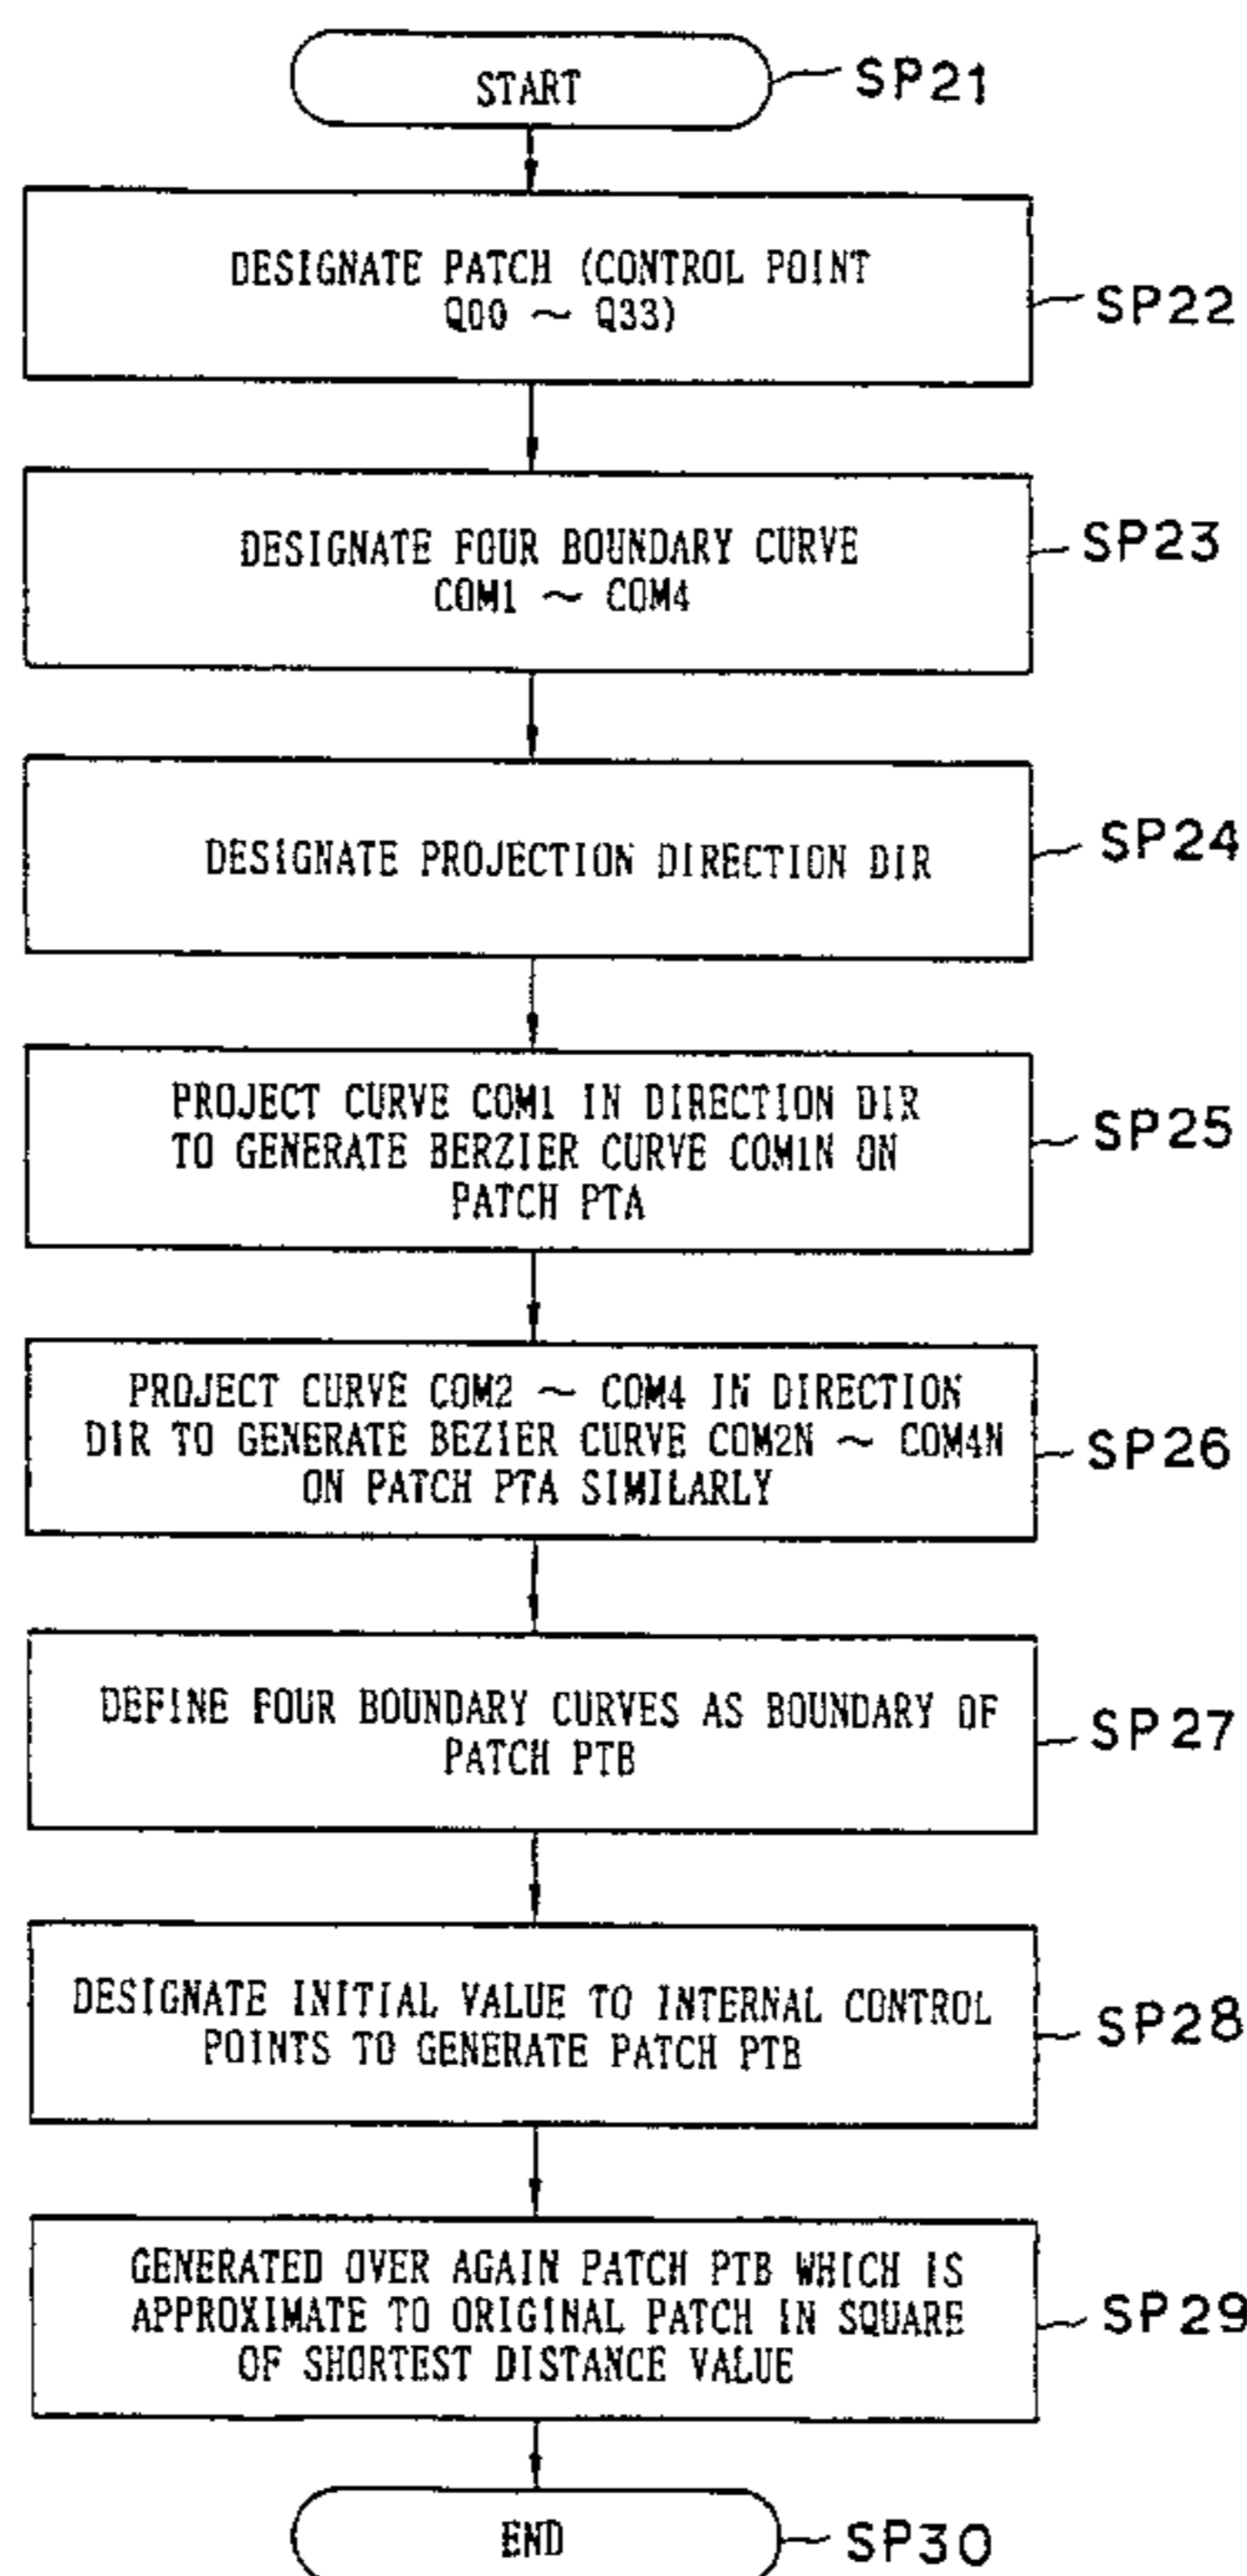 START
SP21
DESIGNATE PATCH (CONTROL POINT
Q00 ~ Q33)
SP22
DESIGNATE FOUR BOUNDARY CURVE
COM1 ~ COM4
SP23
DESIGNATE PROJECTION DIRECTION DIR
SP24
PROJECT CURVE COM1 IN DIRECTION DIR
TO GENERATE BERZIER CURVE COM1N ON
PATCH PTA
SP25
PROJECT CURVE COM2 ~ COM4 IN DIRECTION
DIR TO GENERATE BEZIER CURVE COM2N ~ COM4N
ON PATCH PTA SIMILARLY
SP26
DEFINE FOUR BOUNDARY CURVES AS BOUNDARY OF
PATCH PTB
SP27
DESIGNATE INITIAL VALUE TO INTERNAL CONTROL
POINTS TO GENERATE PATCH PTB
SP28
GENERATED OVER AGAIN PATCH PTB WHICH IS
APPROXIMATE TO ORIGINAL PATCH IN SQUARE
OF SHORTEST DISTANCE VALUE
SP29
END
SP30